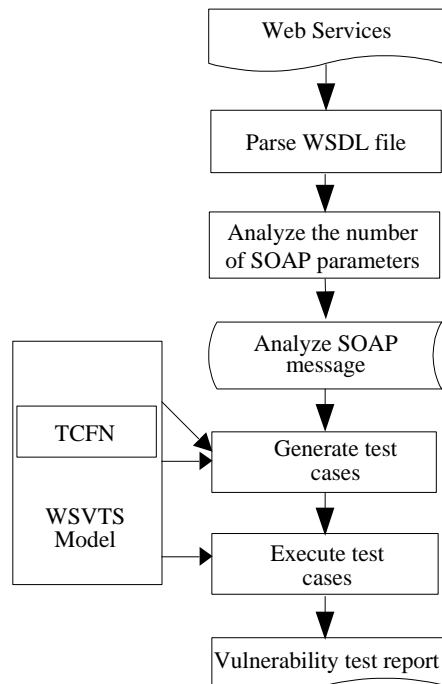 Web Services
Parse WSDL file
Analyze the number
of SOAP parameters
Analyze SOAP
message
TCFN
WSVTS
Model
Generate test
cases
Execute test
cases
Vulnerability test report